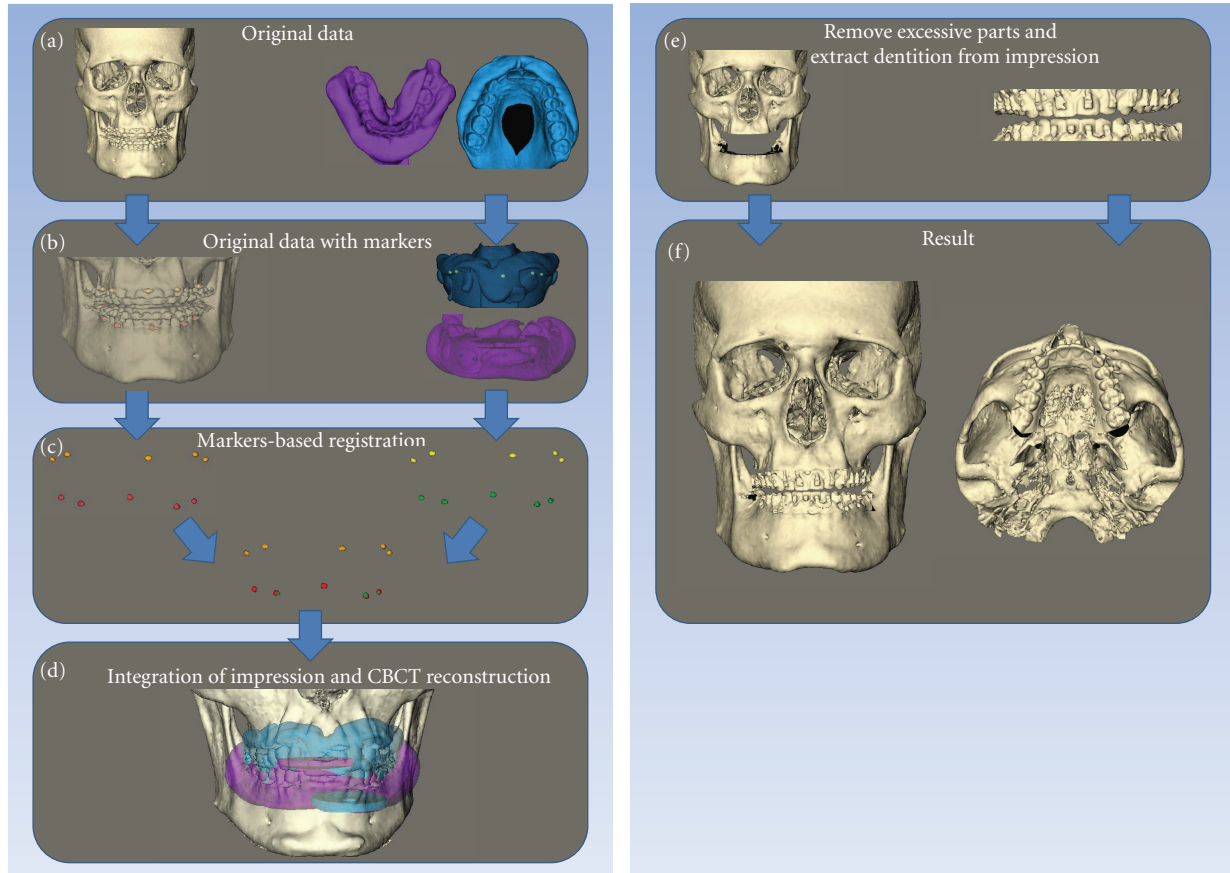 (a)
Original data
(b)
Original data with markers
(c)
Markers-based registration
(d)
Integration of impression and CBCT reconstruction
(e)
Remove excessive parts and
extract dentition from impression
(f)
Result